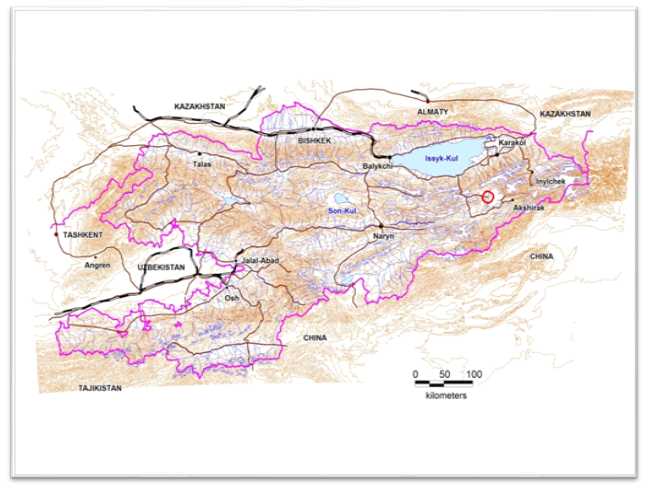 KAZAKHSTAN
ALMATY
KAZAKHSTAN
BISHKEK
Karakol
Talas
Balykchi
Issyk-Kul
Inylchek
Son-Kul
Akshirak
TASHKENT
Naryn
Angren
UZBEKISTAN
Jalal-Abad
CHINA
Osh
CHINA
TAJIKISTAN
0 50 100
kilometers